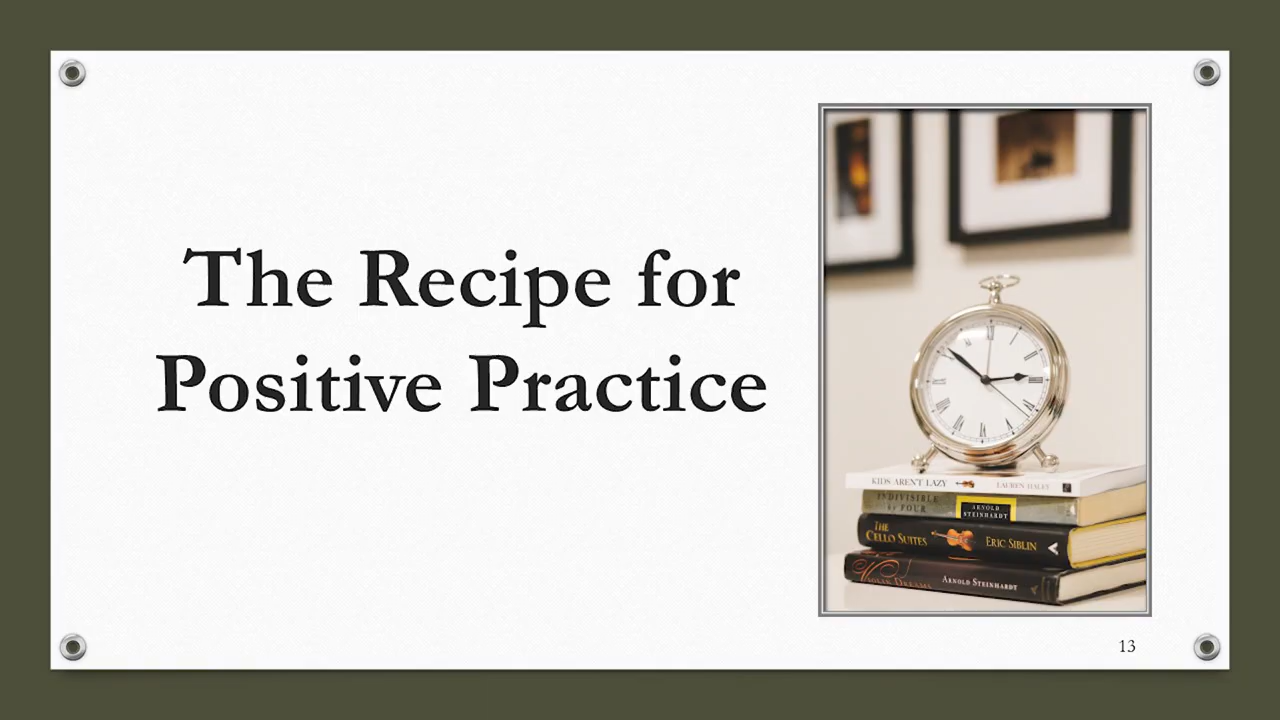 The Recipe for
Positive Practice
KIDS AREN'T LAZY LAUREN HALEY
INDIVISIBLE
BY FOUR
ARNOLD
STEINHARDT
THE
CELLO SUITES ERIC SIBLIN
ARNOLD STEINHARDT
13